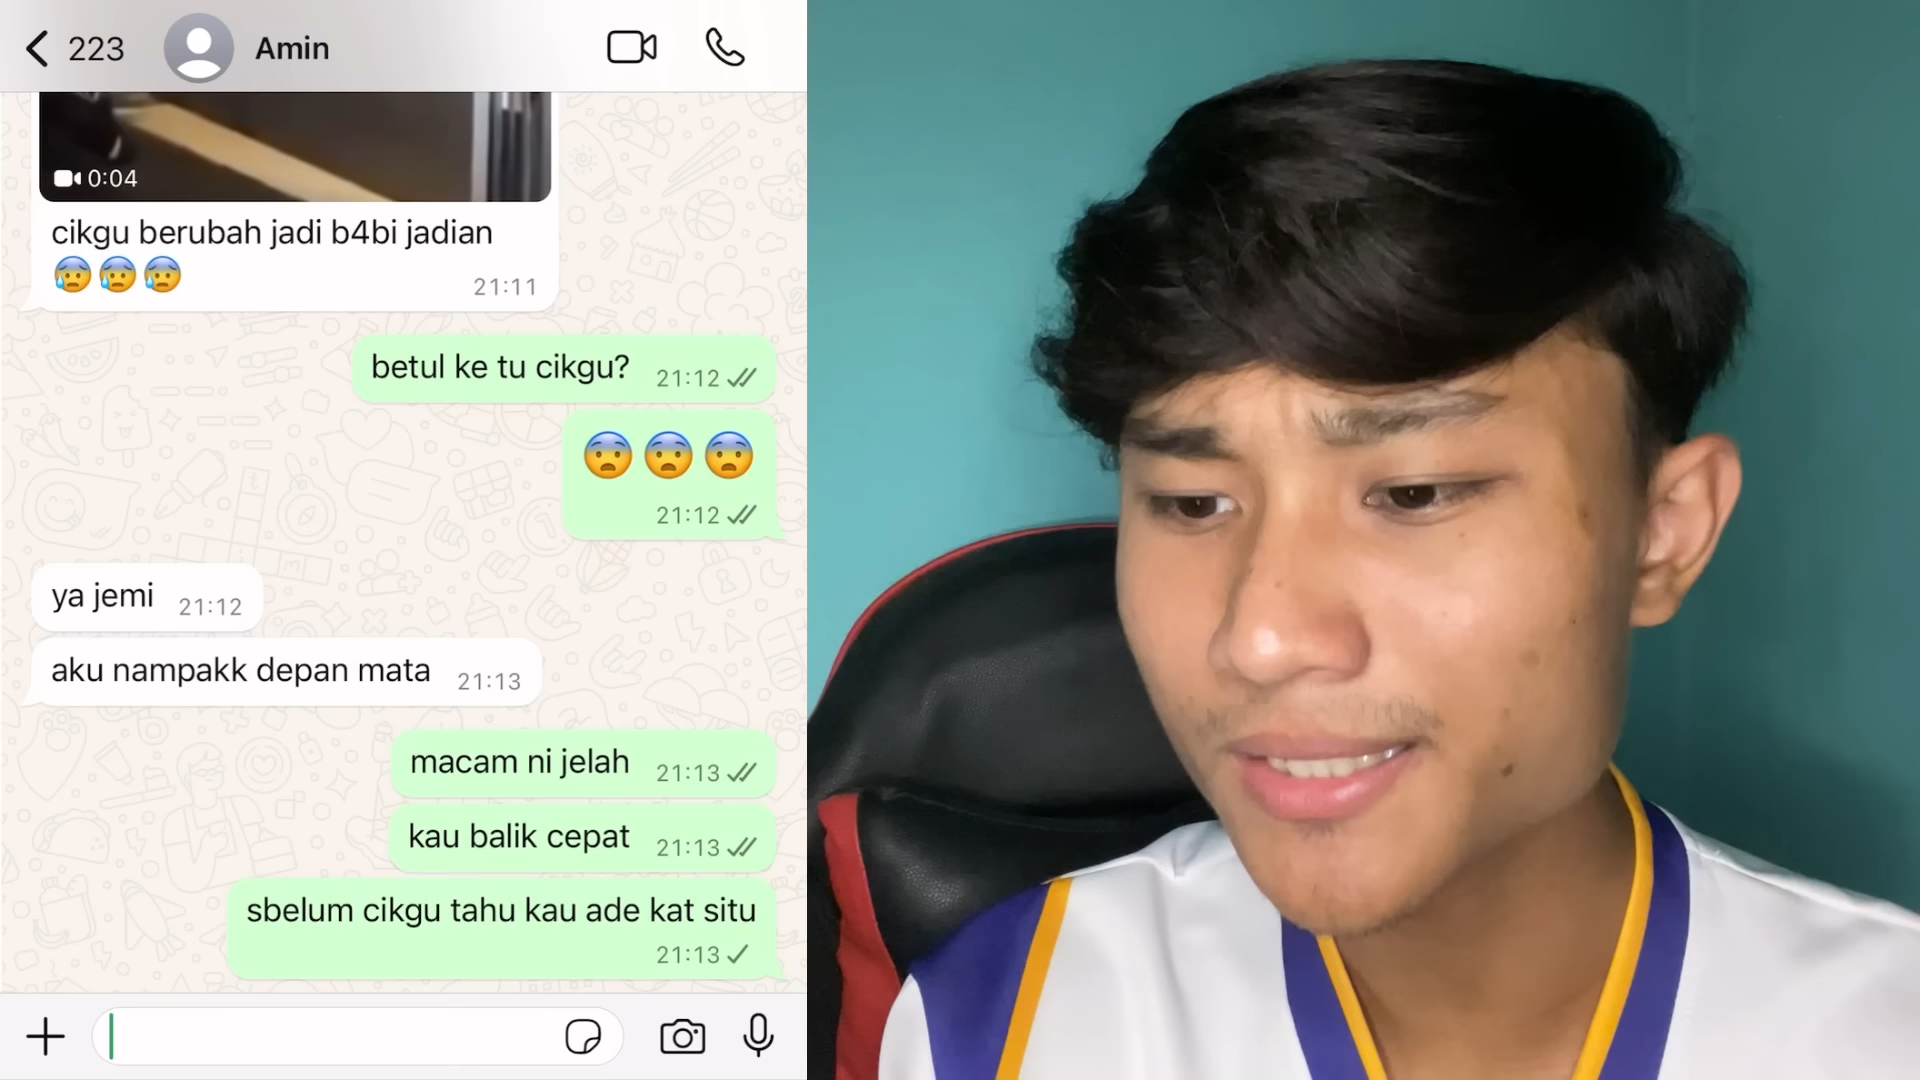 223
Amin
0:04
cikgu berubah jadi b4bi jadian
😰😰😰
21:11
betul ke tu cikgu? 21:12
😨😨😨
21:12
ya jemi 21:12
aku nampakk depan mata 21:13
macam ni jelah 21:13
kau balik cepat 21:13
sbelum cikgu tahu kau ade kat situ
21:13